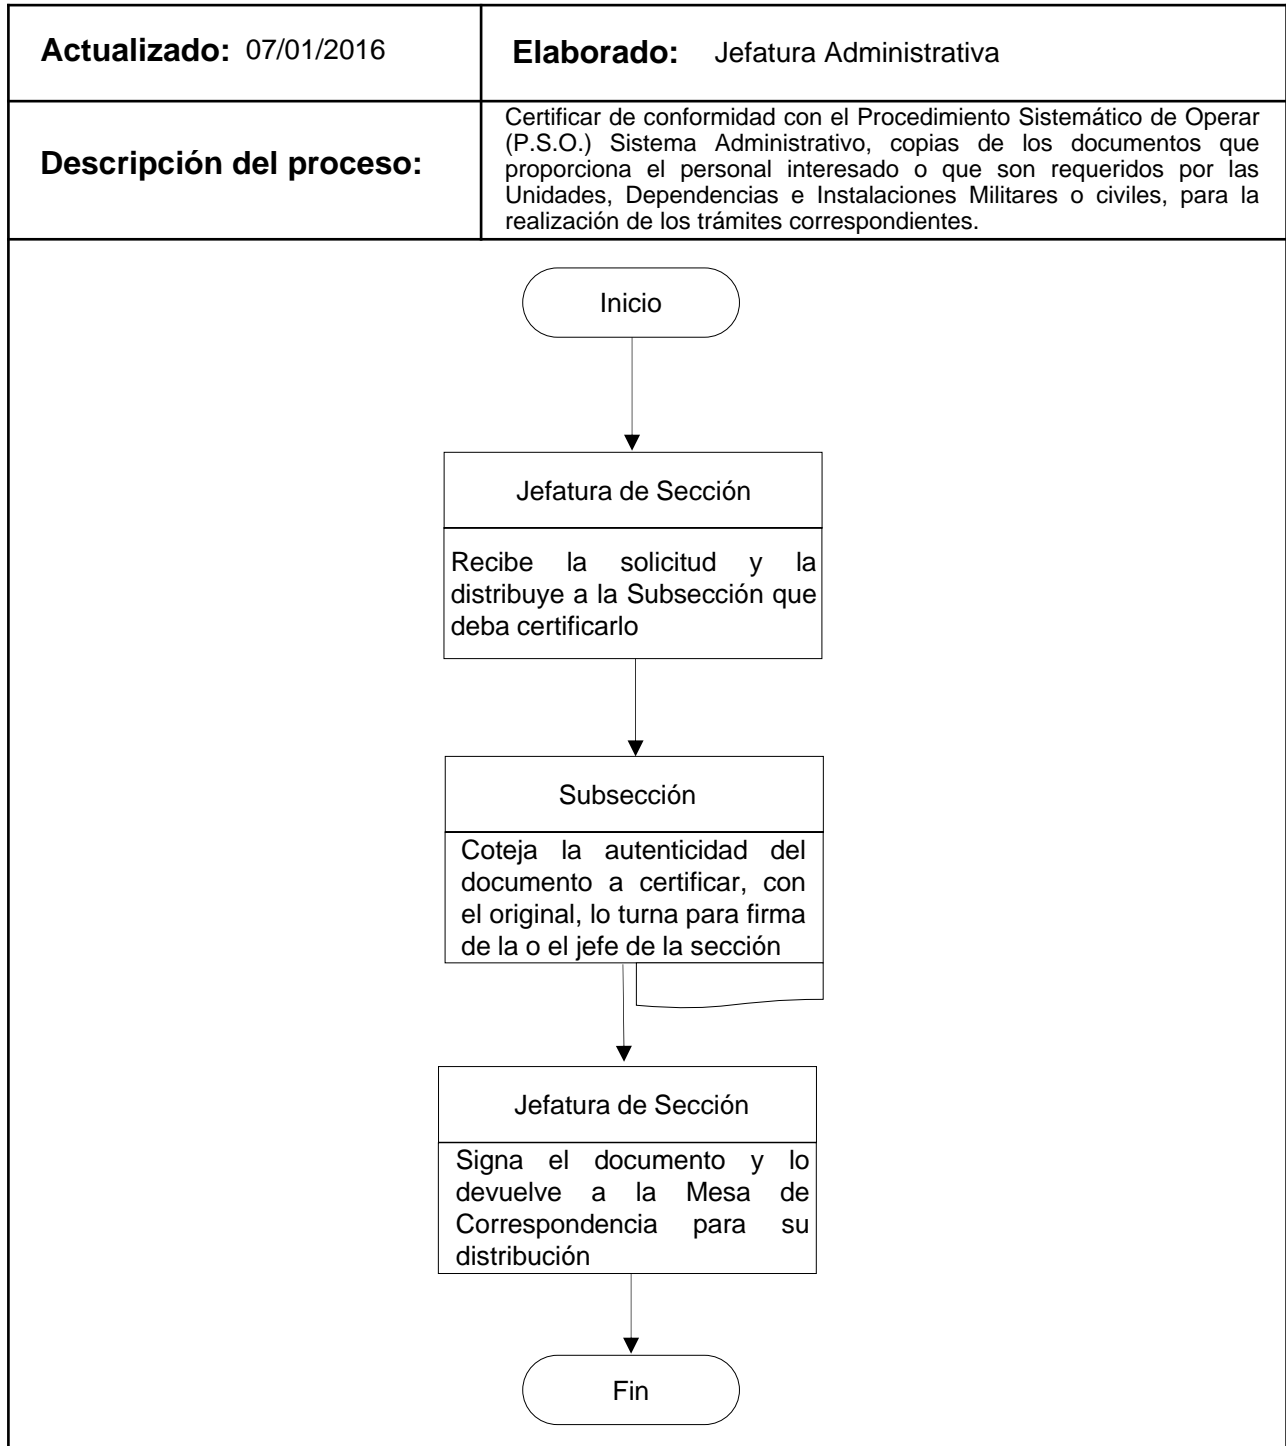 Actualizado: 07/01/2016
Elaborado: Jefatura Administrativa
Descripción del proceso:
Certificar de conformidad con el Procedimiento Sistemático de Operar
(P.S.O.) Sistema Administrativo, copias de los documentos que
proporciona el personal interesado o que son requeridos por las
Unidades, Dependencias e Instalaciones Militares o civiles, para la
realización de los trámites correspondientes.
Inicio
Jefatura de Sección
Recibe la solicitud y la
distribuye a la Subsección que
deba certificarlo
Subsección
Coteja la autenticidad del
documento a certificar, con
el original, lo turna para firma
de la o el jefe de la sección
Jefatura de Sección
Signa el documento y lo
devuelve a la Mesa de
Correspondencia para su
distribución
Fin